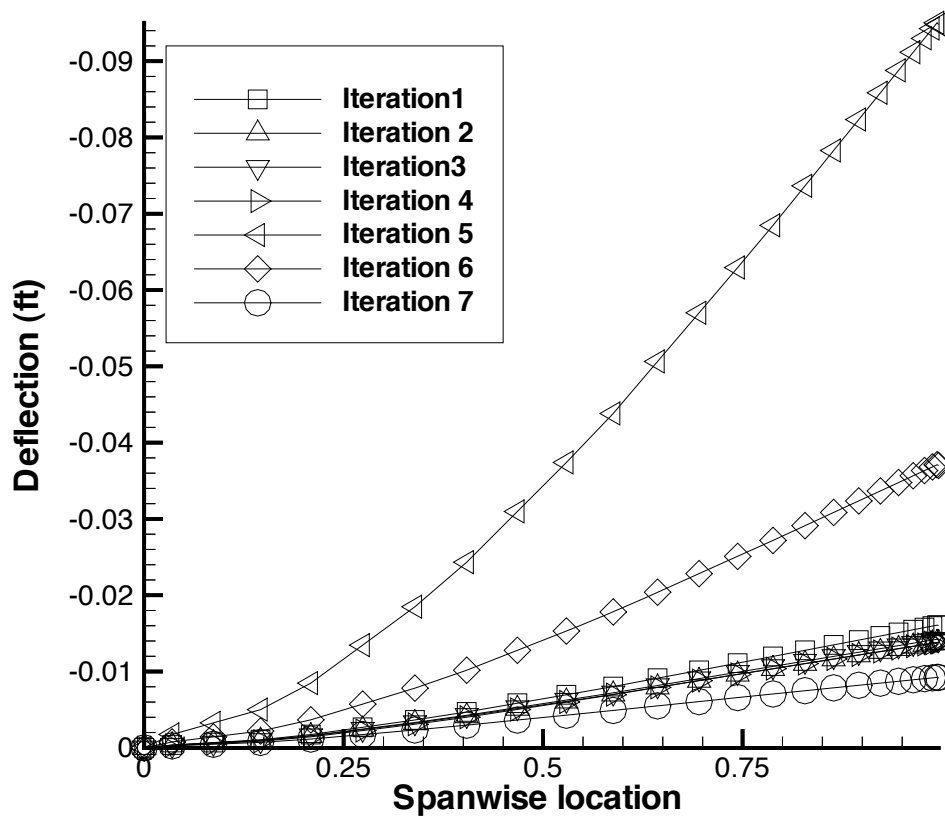 -0.09
-0.08
-0.07
-0.06
-0.05
-0.04
-0.03
-0.02
-0.01
0
Deflection (ft)
Iteration1
Iteration 2
Iteration3
Iteration 4
Iteration 5
Iteration 6
Iteration 7
0
0.25
0.5
0.75
Spanwise location